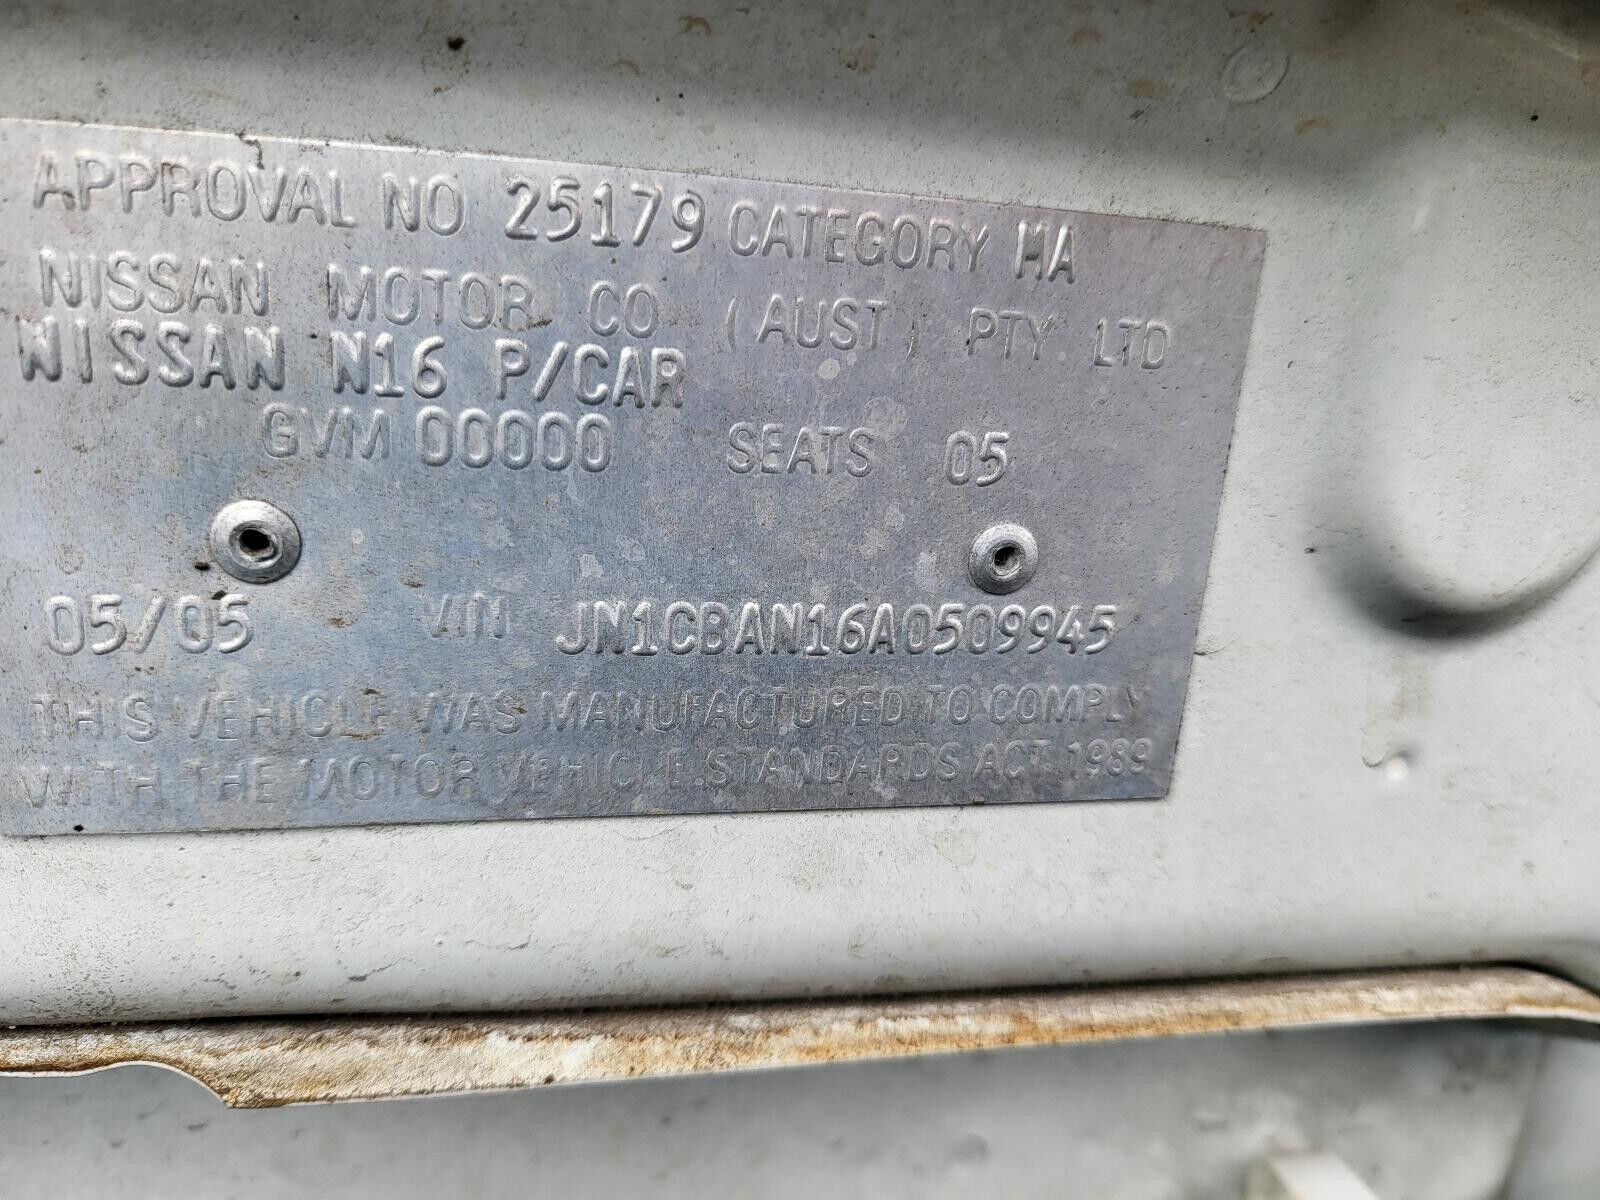 APPROVAL NO 25179 CATEGORY MA
NISSAN MOTOR CO (AUST) PTY LTD
NISSAN N16 P/CAR
GVM 00000 SEATS 05
05/05 VIN JN1CBAN16A0509945
THIS VEHICLE WAS MANUFACTURED TO COMPLY
WITH THE MOTOR VEHICLE STANDARDS ACT 1989